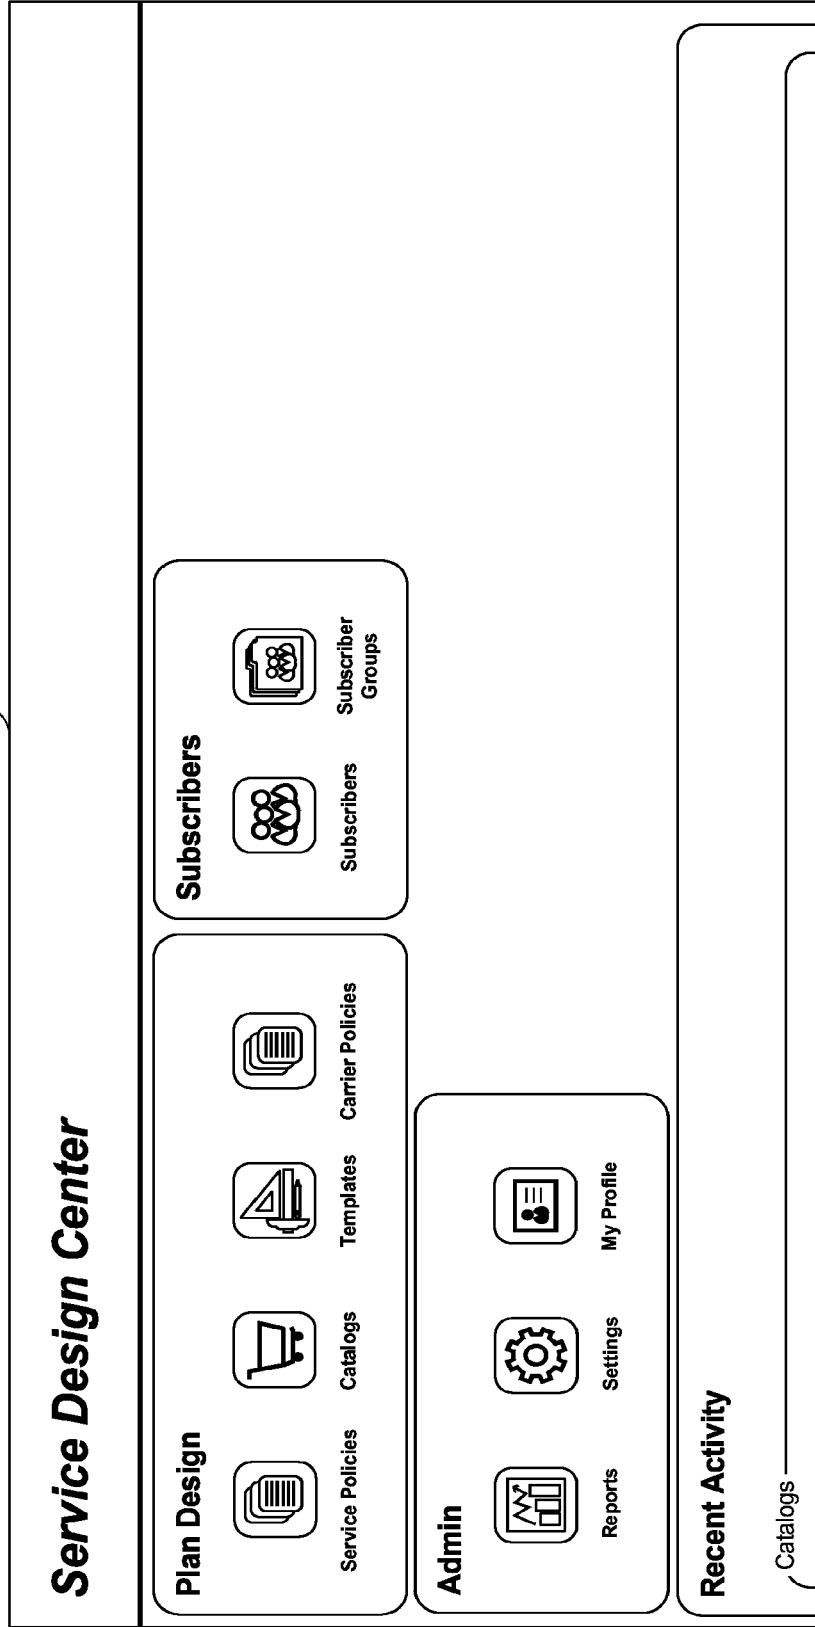 Service Design Center
Plan Design
Service Policies
Catalogs
Templates
Carrier Policies
Subscribers
Subscribers
Subscriber
Groups
Admin
Reports
Settings
My Profile
Recent Activity
Catalogs